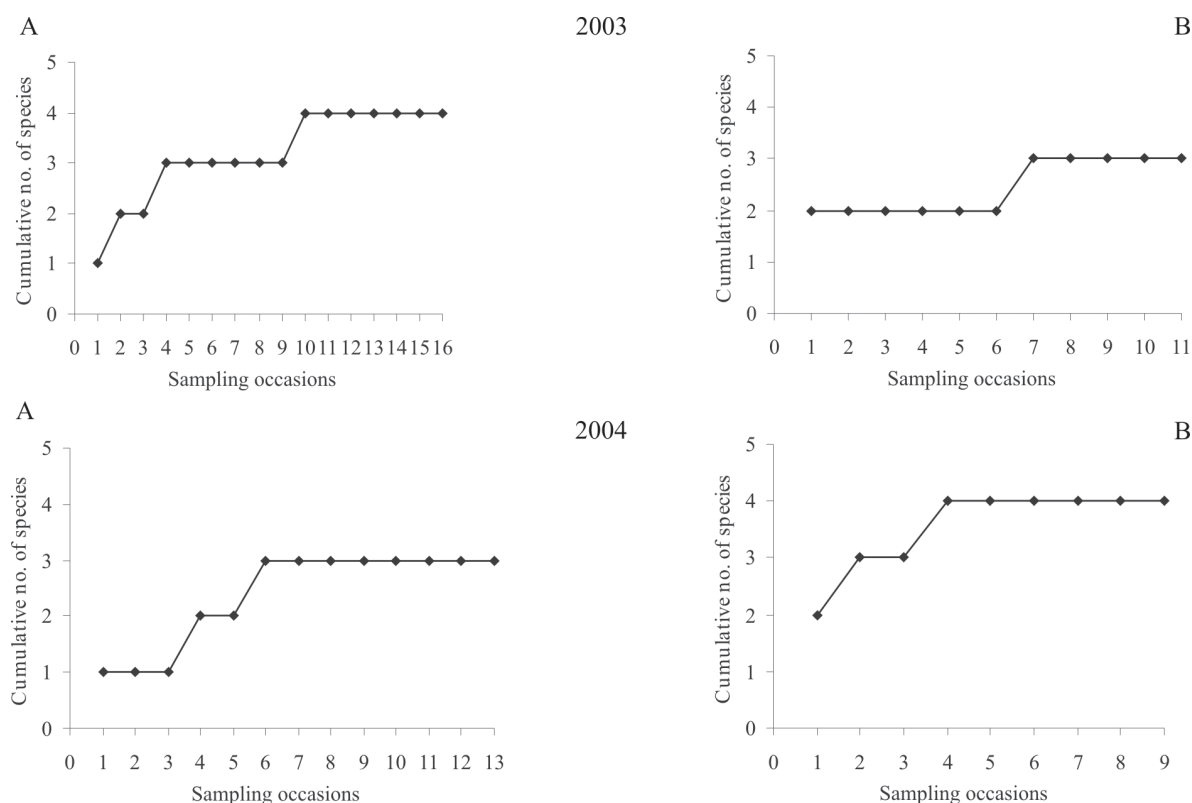 A 2003 B
Cumulative no. of species
5
4
3
2
1
0
0 1 2 3 4 5 6 7 8 9 10 11 12 13 14 15 16
Sampling occasions
Cumulative no. of species
5
4
3
2
1
0
0 1 2 3 4 5 6 7 8 9 10 11
Sampling occasions
A 2004 B
Cumulative no. of species
5
4
3
2
1
0
0 1 2 3 4 5 6 7 8 9 10 11 12 13
Sampling occasions
Cumulative no. of species
5
4
3
2
1
0
0 1 2 3 4 5 6 7 8 9
Sampling occasions